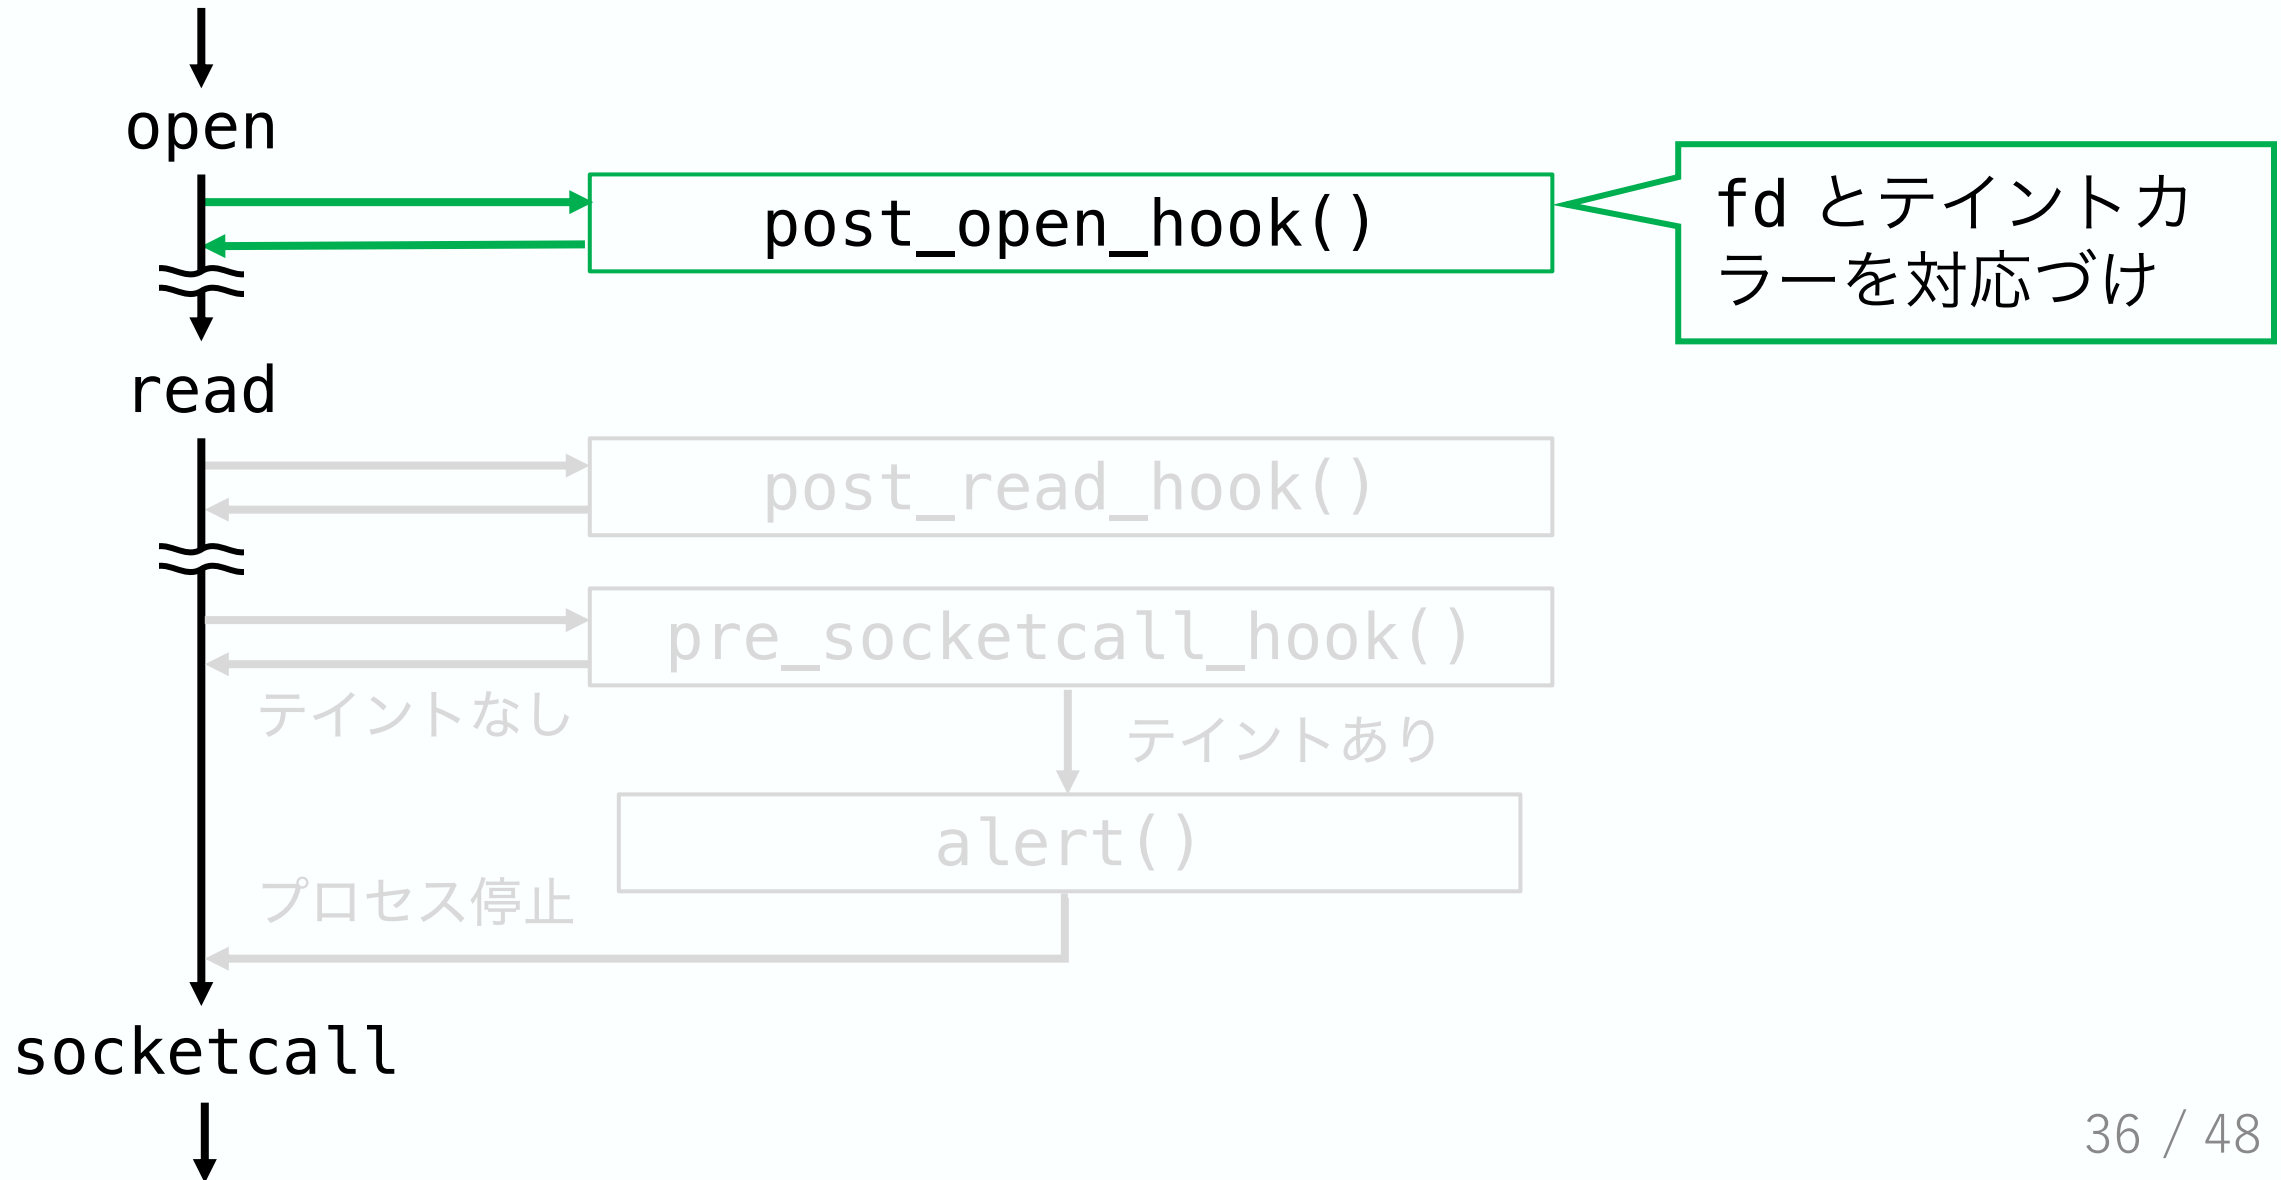 open
post_open_hook()
fd とテイントカ
ラーを対応づけ
read
post_read_hook()
pre_socketcall_hook()
テイントなし
テイントあり
alert()
プロセス停止
socketcall
36 / 48